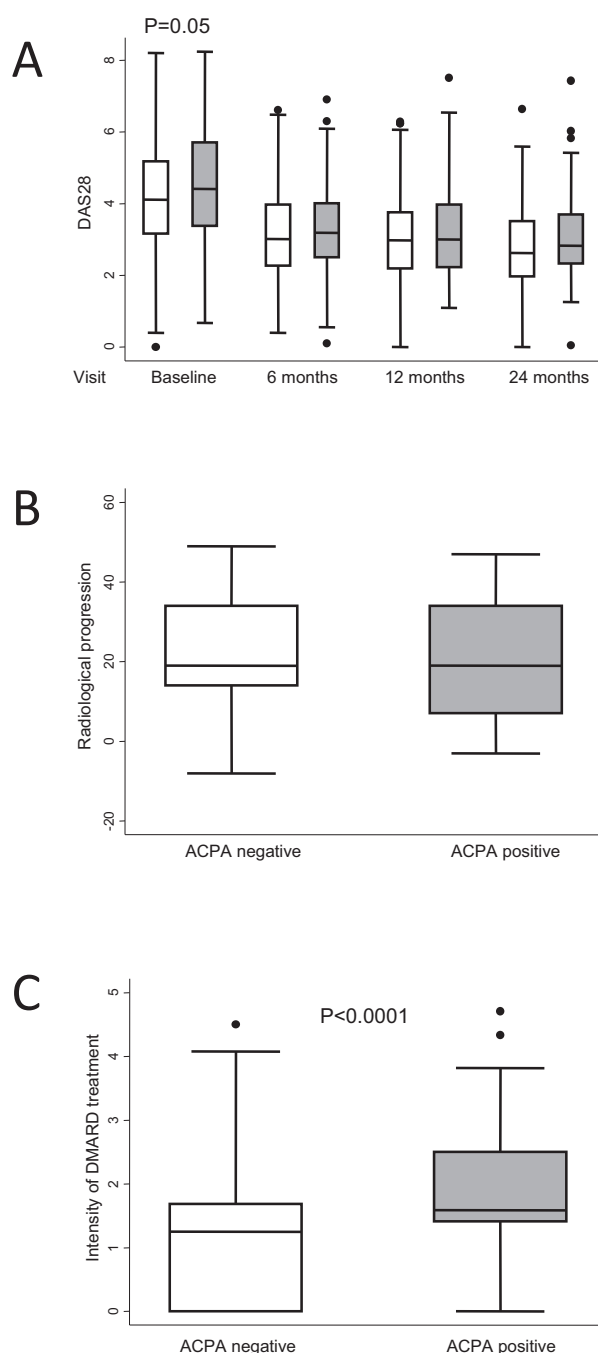 A
P=0.05
8
6
4
2
0
DAS28
Visit Baseline 6 months 12 months 24 months
B
60
40
20
0
-20
Radiological progression
ACPA negative ACPA positive
C
P<0.0001
5
4
3
2
1
0
Intensity of DMARD treatment
ACPA negative ACPA positive